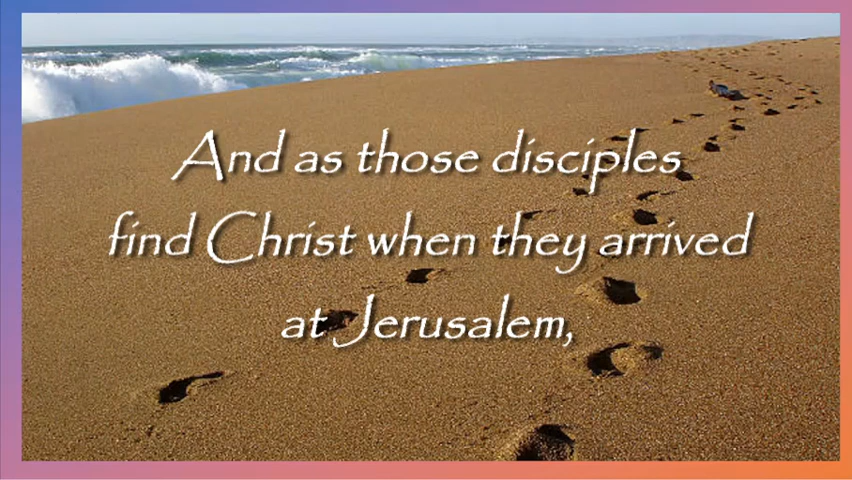 And as those disciples
find Christ when they arrived
at Jerusalem,